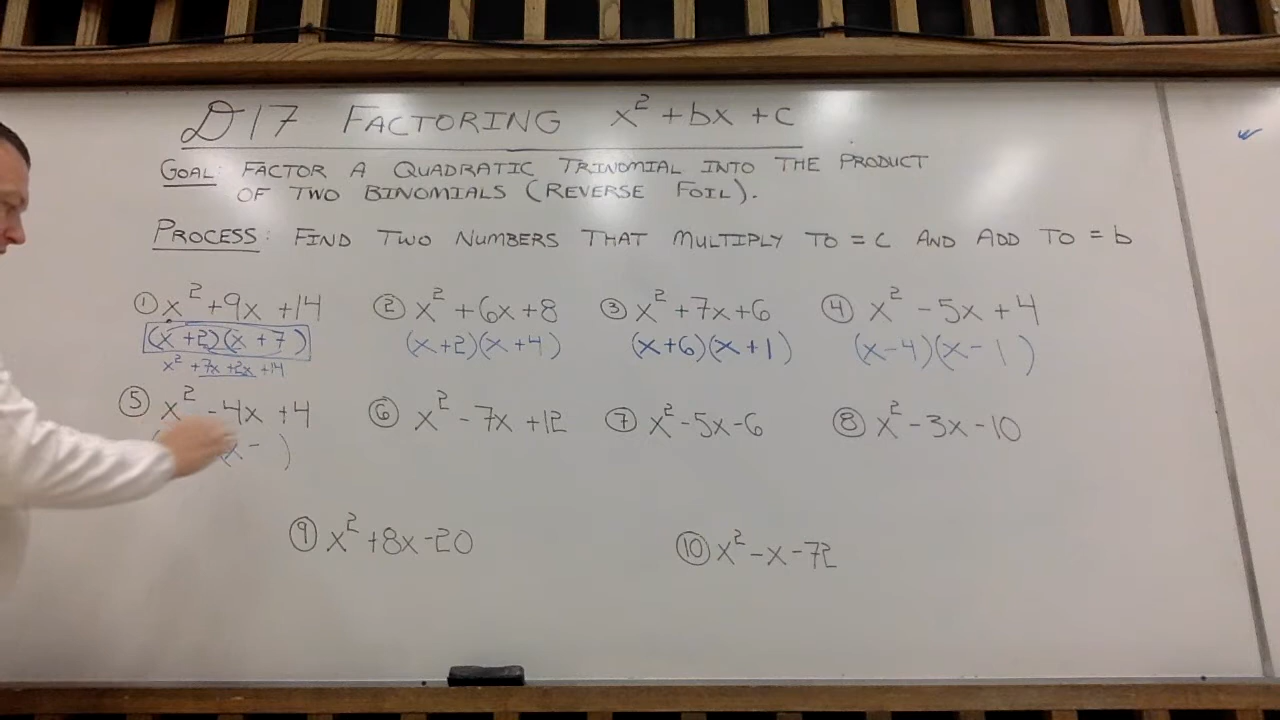 D17 FACTORING x² + bx + c
GOAL: FACTOR A QUADRATIC TRINOMIAL INTO THE PRODUCT
OF TWO BINOMIALS (REVERSE FOIL).
PROCESS: FIND TWO NUMBERS THAT MULTIPLY TO = C AND ADD TO = b
① x² + 9x + 14
(x + 2)(x + 7)
x² + 7x + 2x + 14
② x² + 6x + 8
(x + 2)(x + 4)
③ x² + 7x + 6
(x + 6)(x + 1)
④ x² - 5x + 4
(x - 4)(x - 1)
⑤ x² - 4x + 4
(x - )
⑥ x² - 7x + 12
⑦ x² - 5x - 6
⑧ x² - 3x - 10
⑨ x² + 8x - 20
⑩ x² - x - 72